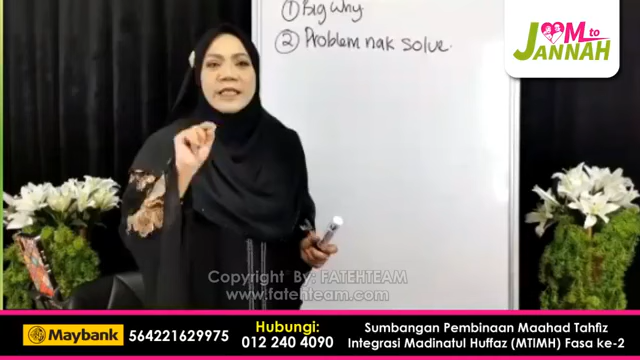 ① Big Why
② Problem nak solve.
JOM to
JANNAH
Copyright By: FATEHTEAM
www.fatehteam.com
Maybank 564221629975
Hubungi:
012 240 4090
Sumbangan Pembinaan Maahad Tahfiz
Integrasi Madinatul Huffaz (MTIMH) Fasa ke-2